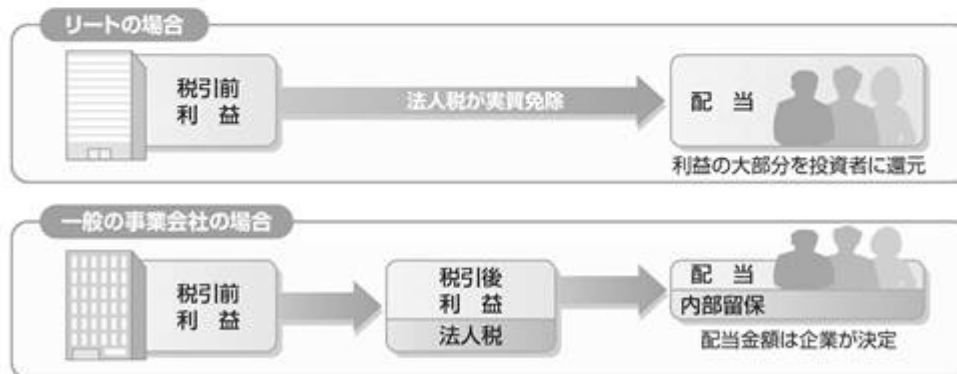 リートの場合
税引前
利 益
法人税が実質免除
配 当
利益の大部分を投資者に還元
一般の事業会社の場合
税引前
利 益
税引後
利 益
法人税
配 当
内部留保
配当金額は企業が決定